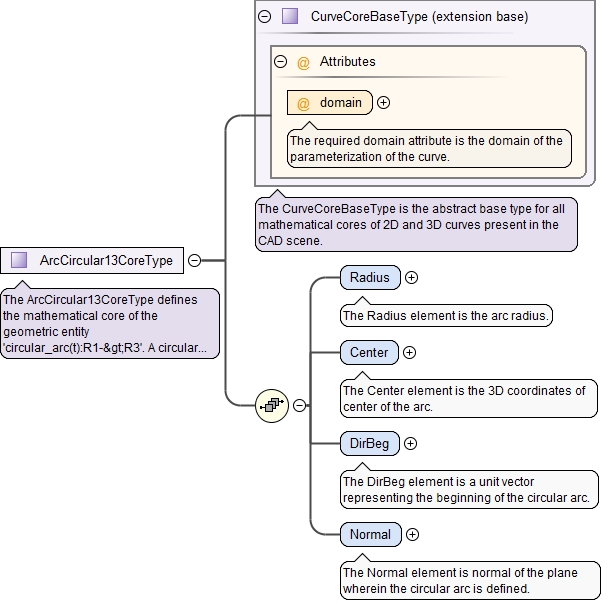 CurveCoreBaseType (extension base)
@ Attributes
@ domain
The required domain attribute is the domain of the
parameterization of the curve.
The CurveCoreBaseType is the abstract base type for all
mathematical cores of 2D and 3D curves present in the
CAD scene.
ArcCircular13CoreType
The ArcCircular13CoreType defines
the mathematical core of the
geometric entity
'circular_arc(t):R1-&gt;R3'. A circular...
Radius
The Radius element is the arc radius.
Center
The Center element is the 3D coordinates of
center of the arc.
DirBeg
The DirBeg element is a unit vector
representing the beginning of the circular arc.
Normal
The Normal element is normal of the plane
wherein the circular arc is defined.